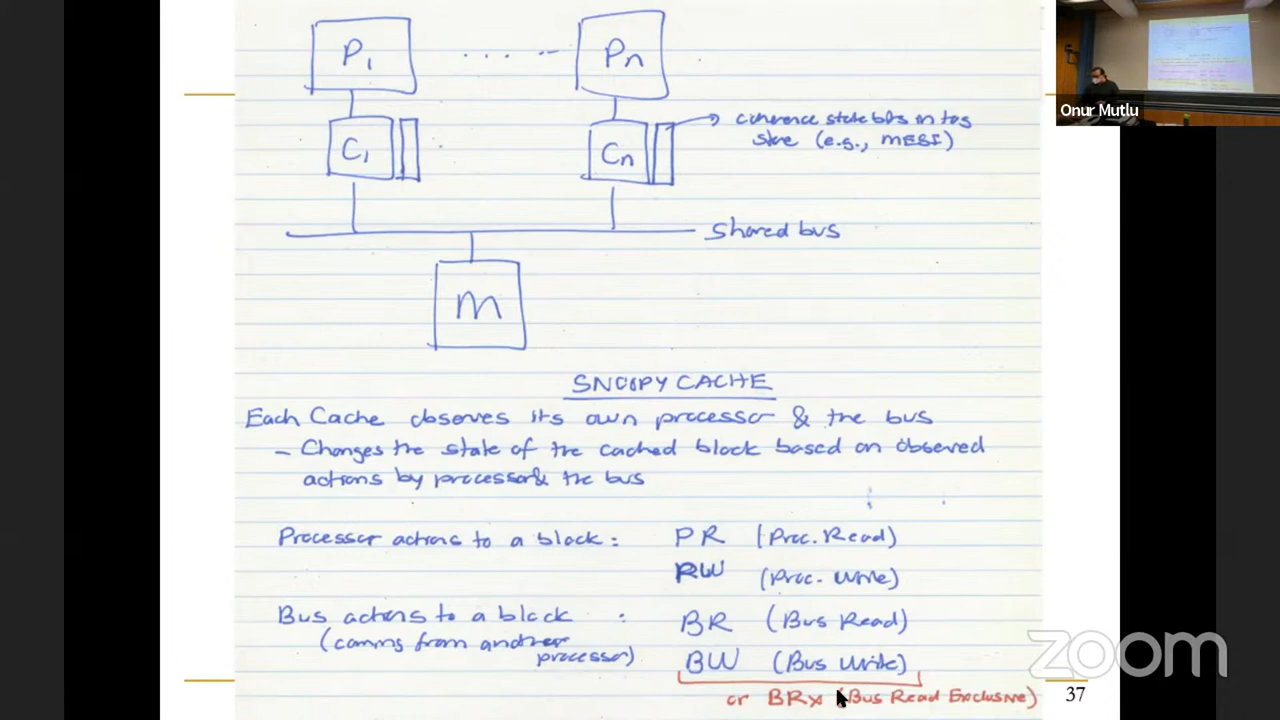 P1 .... -- Pn
C1 Cn
coherence state bits in tag
store (e.g., MESI)
Shared bus
M
SNOOPY CACHE
Each Cache observes its own processor & the bus
- Changes the state of the cached block based on observed
actions by processor & the bus
Processor actions to a block : PR (Proc. Read)
RW (Proc. Write)
Bus actions to a block : BR (Bus Read)
(coming from another
processor)
BW (Bus Write)
or BRx (Bus Read Exclusive)
37
Onur Mutlu
zoom